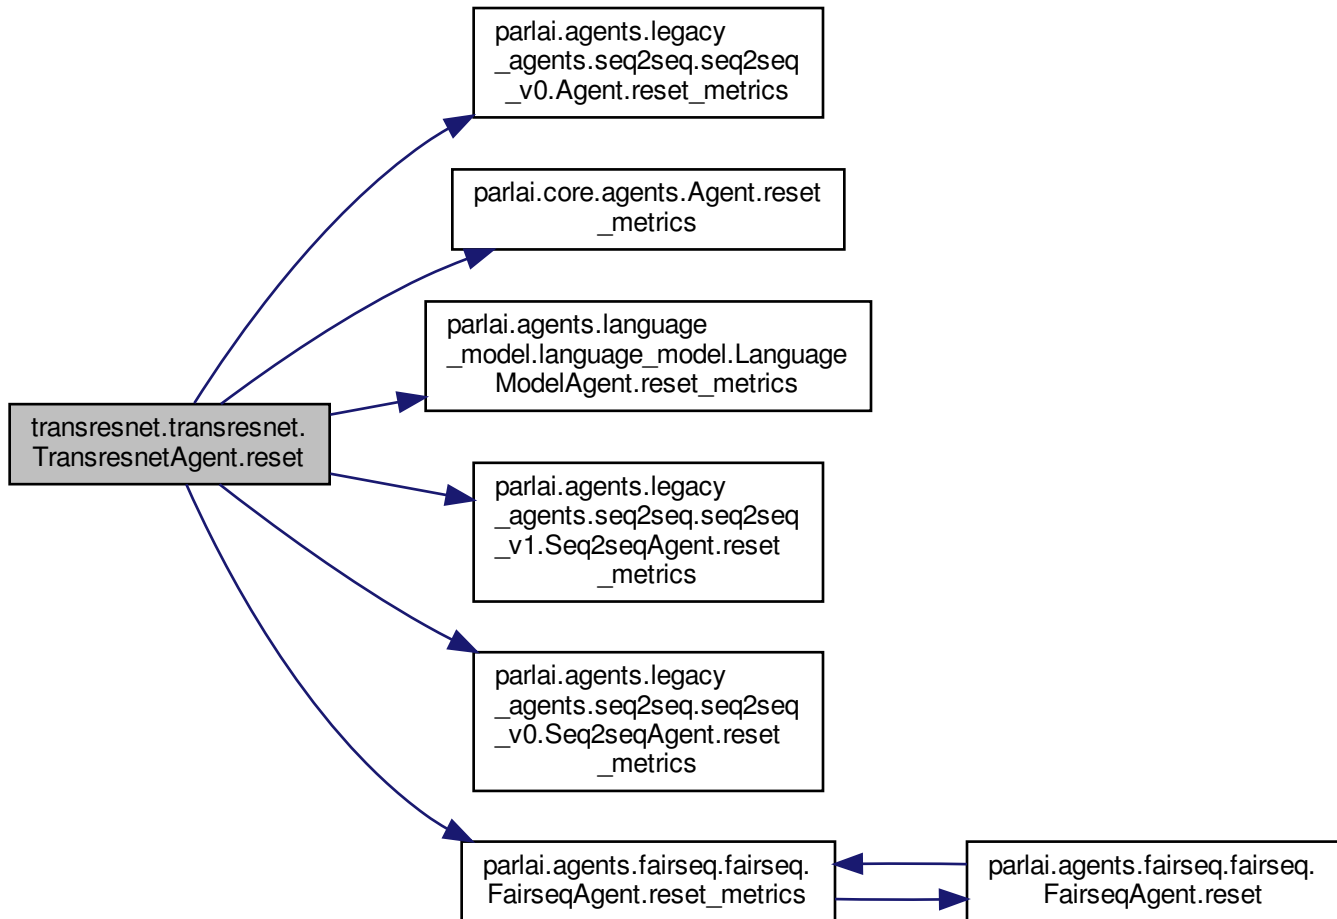 parlai.agents.legacy
_agents.seq2seq.seq2seq
_v0.Agent.reset_metrics
parlai.core.agents.Agent.reset
_metrics
parlai.agents.language
_model.language_model.Language
ModelAgent.reset_metrics
transresnet.transresnet.
TransresnetAgent.reset
parlai.agents.legacy
_agents.seq2seq.seq2seq
_v1.Seq2seqAgent.reset
_metrics
parlai.agents.legacy
_agents.seq2seq.seq2seq
_v0.Seq2seqAgent.reset
_metrics
parlai.agents.fairseq.fairseq.
FairseqAgent.reset_metrics
parlai.agents.fairseq.fairseq.
FairseqAgent.reset